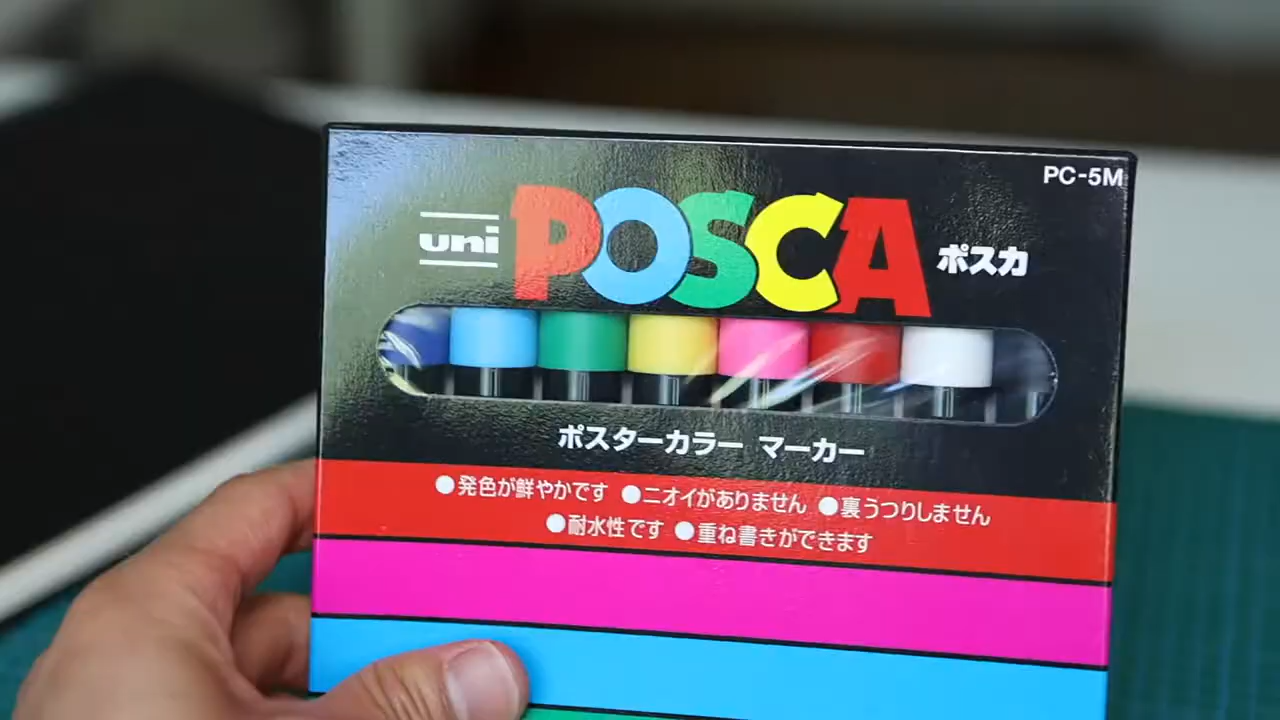 PC-5M
uni POSCA ポスカ
ポスターカラー マーカー
●発色が鮮やかです ●ニオイがありません ●裏うつりしません
●耐水性です ●重ね書きができます